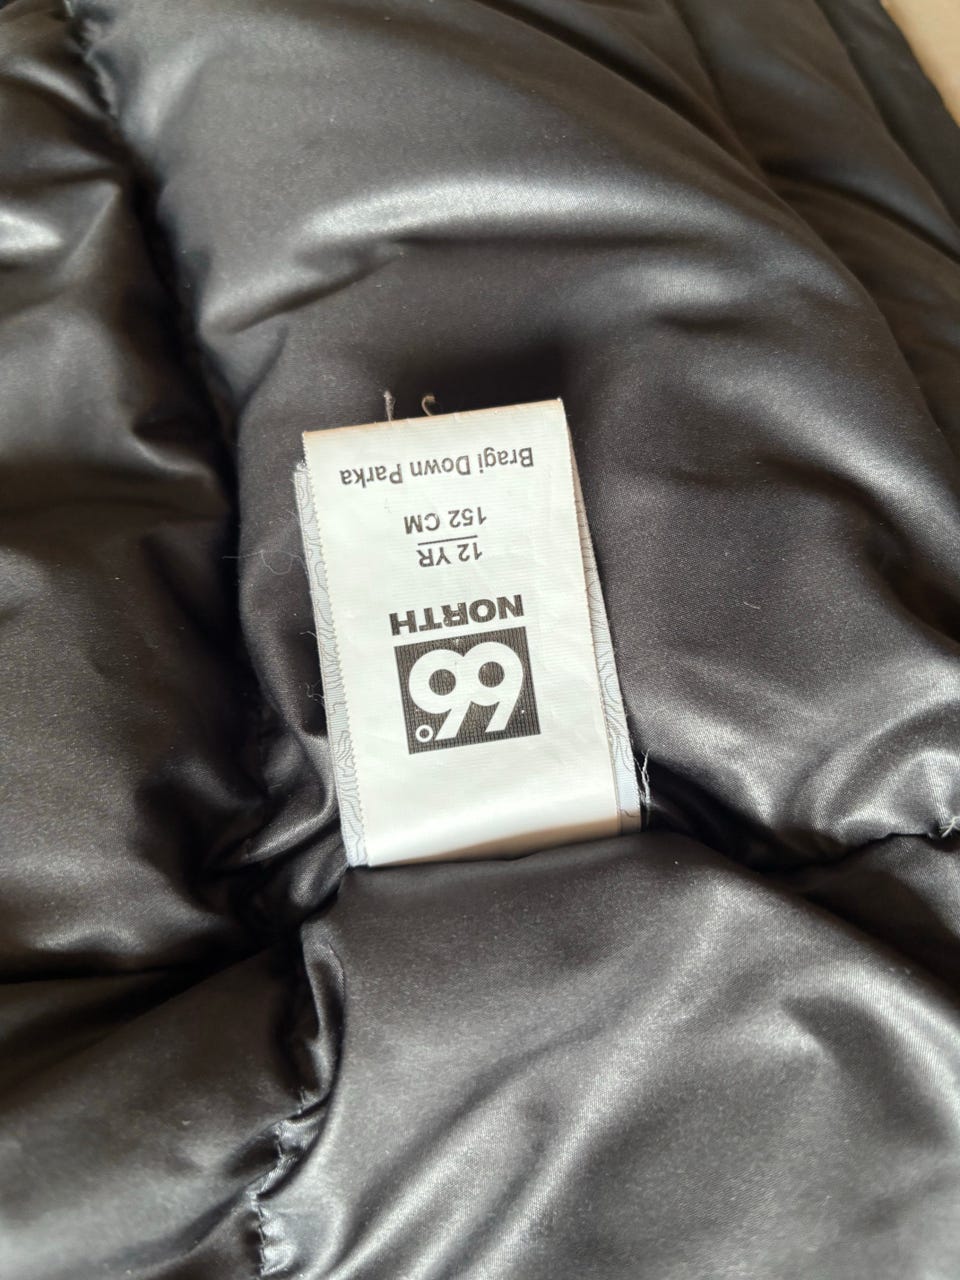 66°
NORTH
12 YR
152 CM
Bragi Down Parka